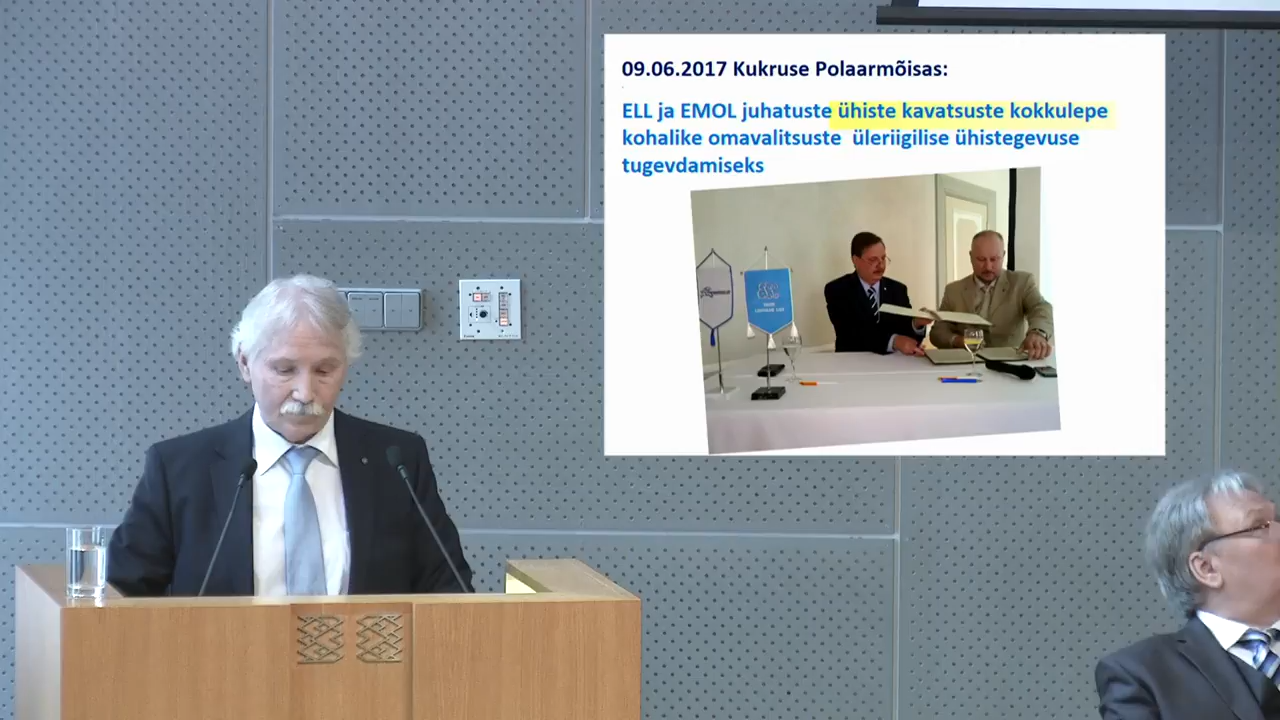 09.06.2017 Kukruse Polaarmõisas:
ELL ja EMOL juhatuste ühiste kavatsuste kokkulepe
kohalike omavalitsuste üleriigilise ühistegevuse
tugevdamiseks